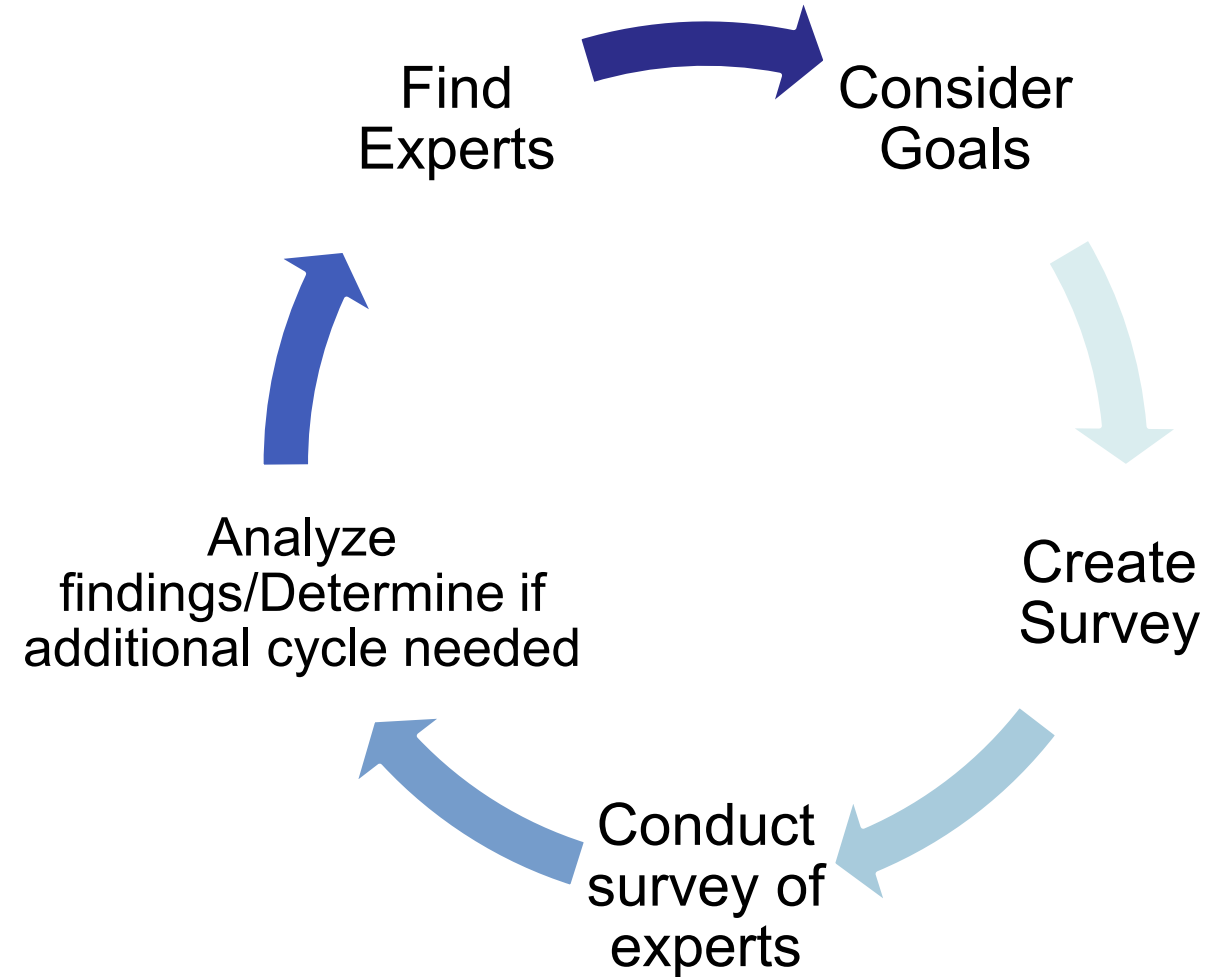 Find
Experts
Consider
Goals
Create
Survey
Conduct
survey of
experts
Analyze
findings/Determine if
additional cycle needed